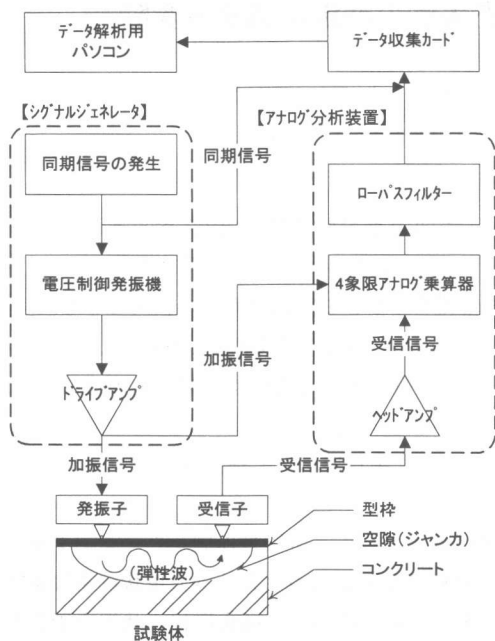 データ解析用
パソコン
データ収集カード
【シグナルジェネレータ】
【アナログ分析装置】
同期信号の発生
同期信号
ローパスフィルター
電圧制御発振機
4象限アナログ乗算器
加振信号
受信信号
ドライブアンプ
ヘッドアンプ
加振信号
受信信号
発振子
受信子
型枠
(弾性波)
空隙(ジャンカ)
コンクリート
試験体